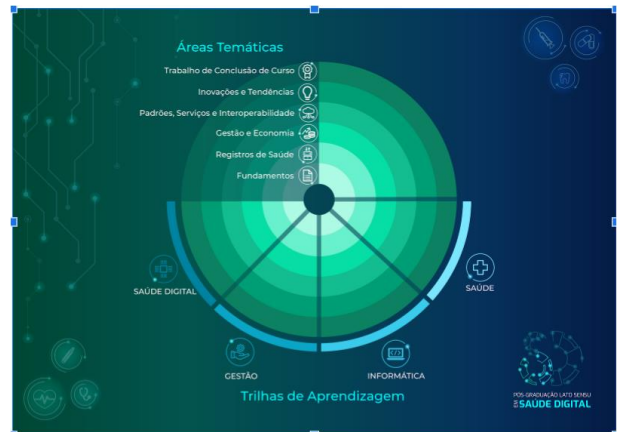 Áreas Temáticas
Trabalho de Conclusão de Curso
Inovações e Tendências
Padrões, Serviços e Interoperabilidade
Gestão e Economia
Registros de Saúde
Fundamentos
SAÚDE DIGITAL
SAÚDE
GESTÃO
INFORMÁTICA
Trilhas de Aprendizagem
PÓS-GRADUAÇÃO LATO SENSU
EM SAÚDE DIGITAL